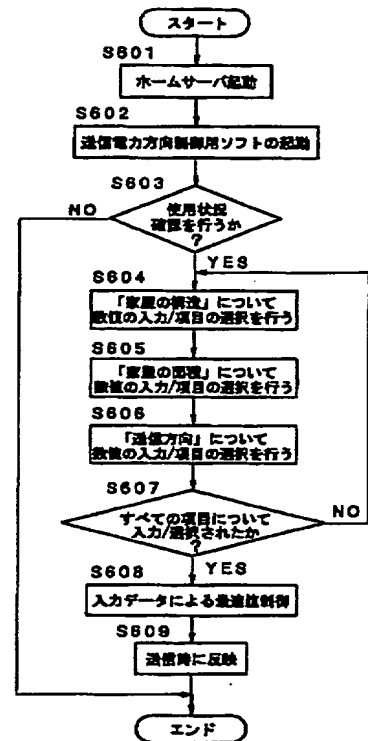 スタート
S601
ホームサーバ起動
S602
送信電力方向制御用ソフトの起動
S603
使用状況
確認を行うか
?
NO
YES
S604
「家屋の構造」について
数値の入力/項目の選択を行う
S605
「家屋の面積」について
数値の入力/項目の選択を行う
S606
「送信方向」について
数値の入力/項目の選択を行う
S607
すべての項目について
入力/選択されたか
?
NO
YES
S608
入力データによる最適値制御
S609
送信時に反映
エンド